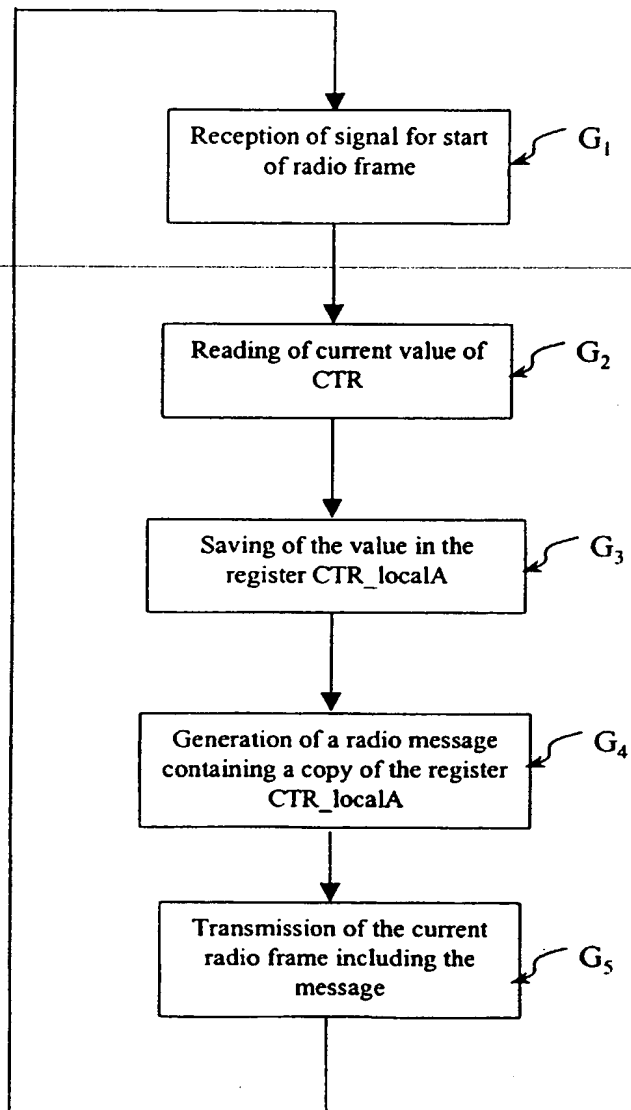 Reception of signal for start
of radio frame
G1
Reading of current value of
CTR
G2
Saving of the value in the
register CTR_localA
G3
Generation of a radio message
containing a copy of the register
CTR_localA
G4
Transmission of the current
radio frame including the
message
G5